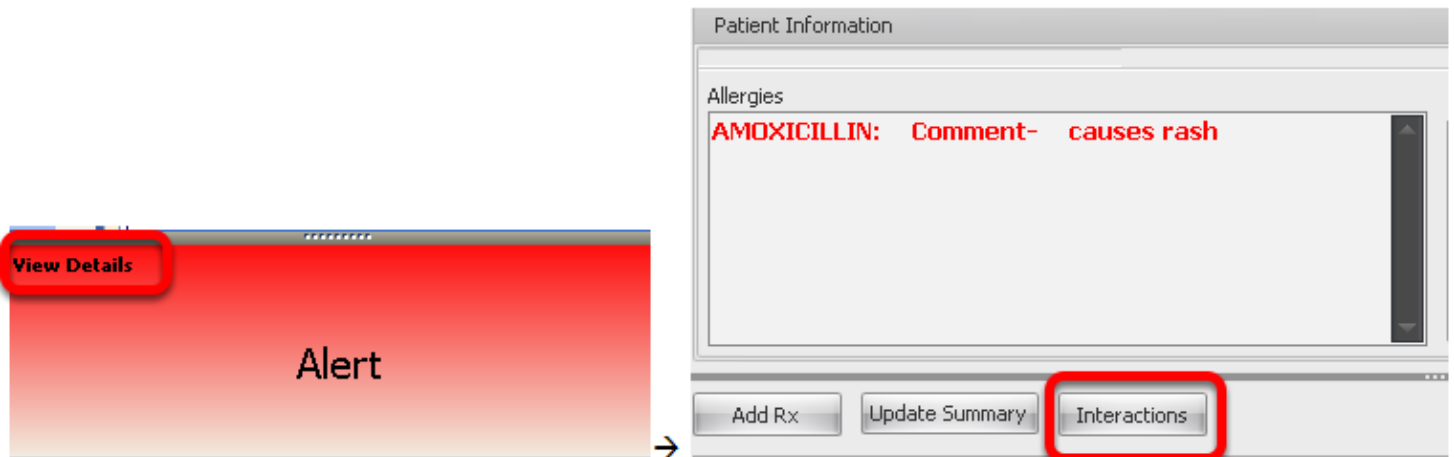 View Details
Alert
→
Patient Information
Allergies
AMOXICILLIN: Comment- causes rash
Add Rx Update Summary Interactions